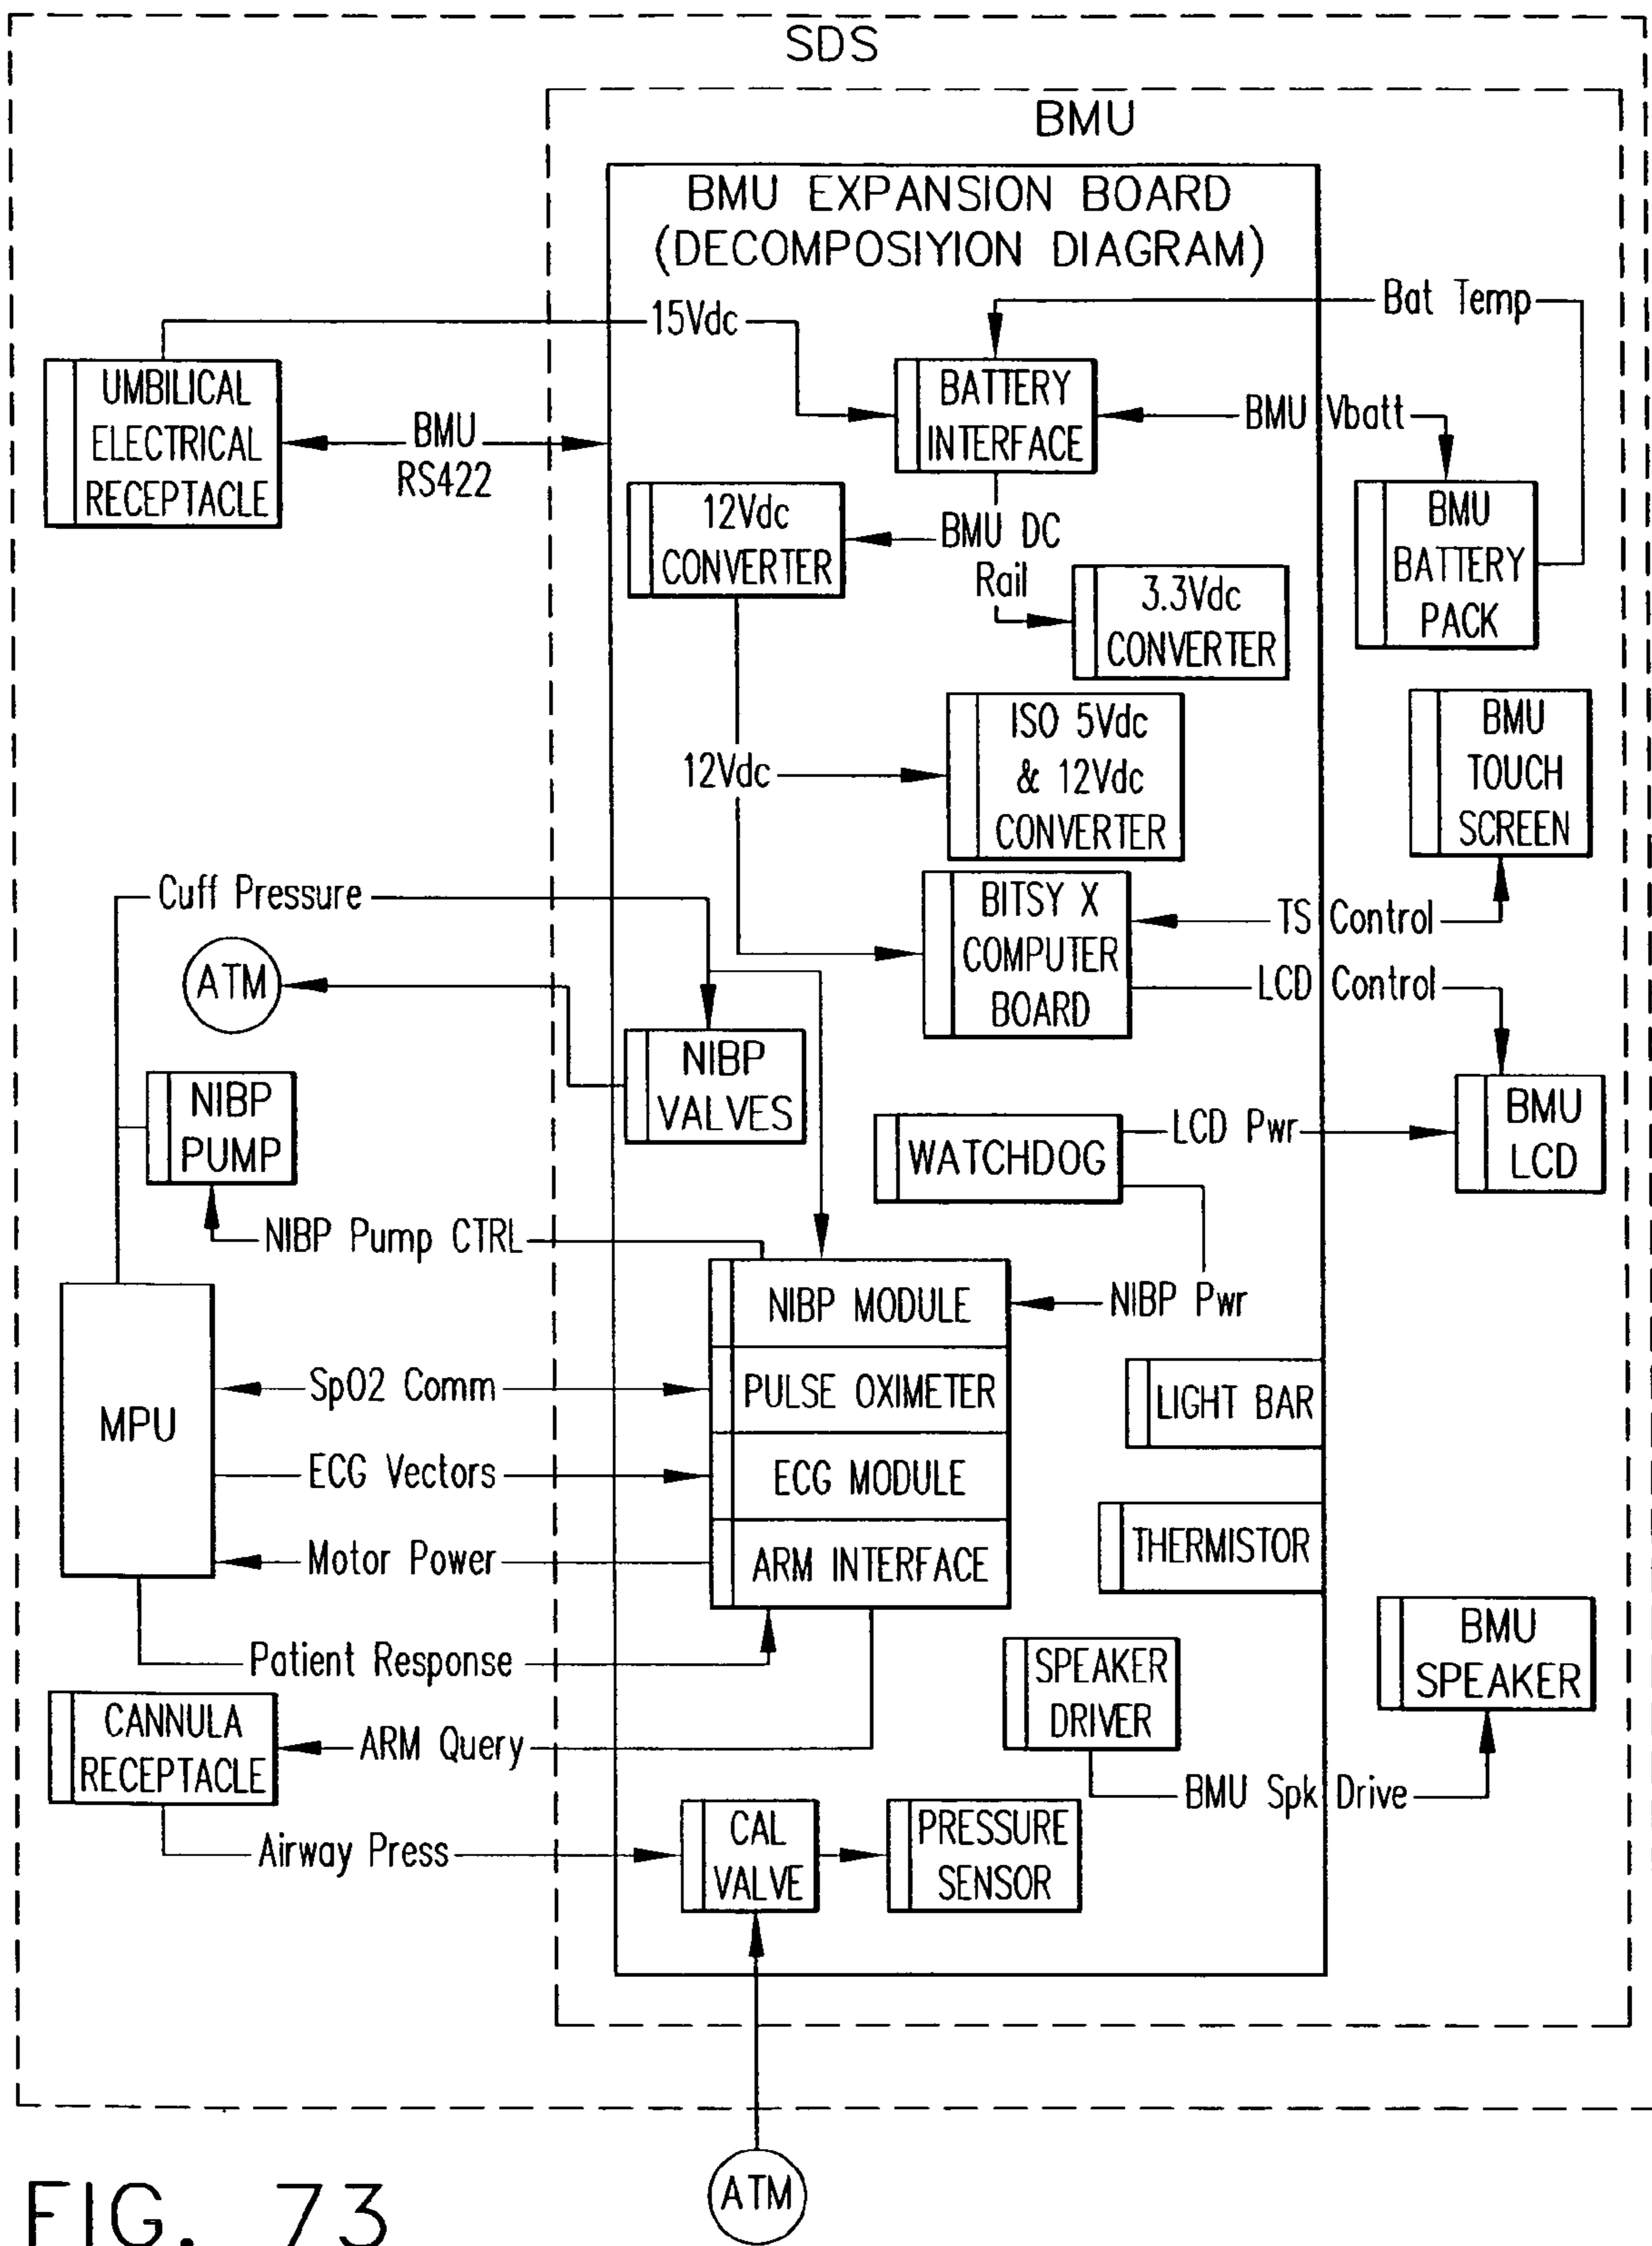 SDS
BMU
BMU EXPANSION BOARD
(DECOMPOSIYION DIAGRAM)
15Vdc
Bat Temp
UMBILICAL
ELECTRICAL
RECEPTACLE
BMU
RS422
BATTERY
INTERFACE
BMU Vbatt
12Vdc
CONVERTER
BMU DC
Rail
BMU
BATTERY
PACK
3.3Vdc
CONVERTER
12Vdc
ISO 5Vdc
& 12Vdc
CONVERTER
BMU
TOUCH
SCREEN
Cuff Pressure
BITSY X
COMPUTER
BOARD
TS Control
LCD Control
ATM
NIBP
VALVES
NIBP
PUMP
WATCHDOG
LCD Pwr
BMU
LCD
NIBP Pump CTRL
NIBP MODULE
NIBP Pwr
MPU
SpO2 Comm
PULSE OXIMETER
LIGHT BAR
ECG Vectors
ECG MODULE
Motor Power
ARM INTERFACE
THERMISTOR
Patient Response
SPEAKER
DRIVER
BMU
SPEAKER
CANNULA
RECEPTACLE
ARM Query
BMU Spk Drive
Airway Press
CAL
VALVE
PRESSURE
SENSOR
ATM
FIG. 73